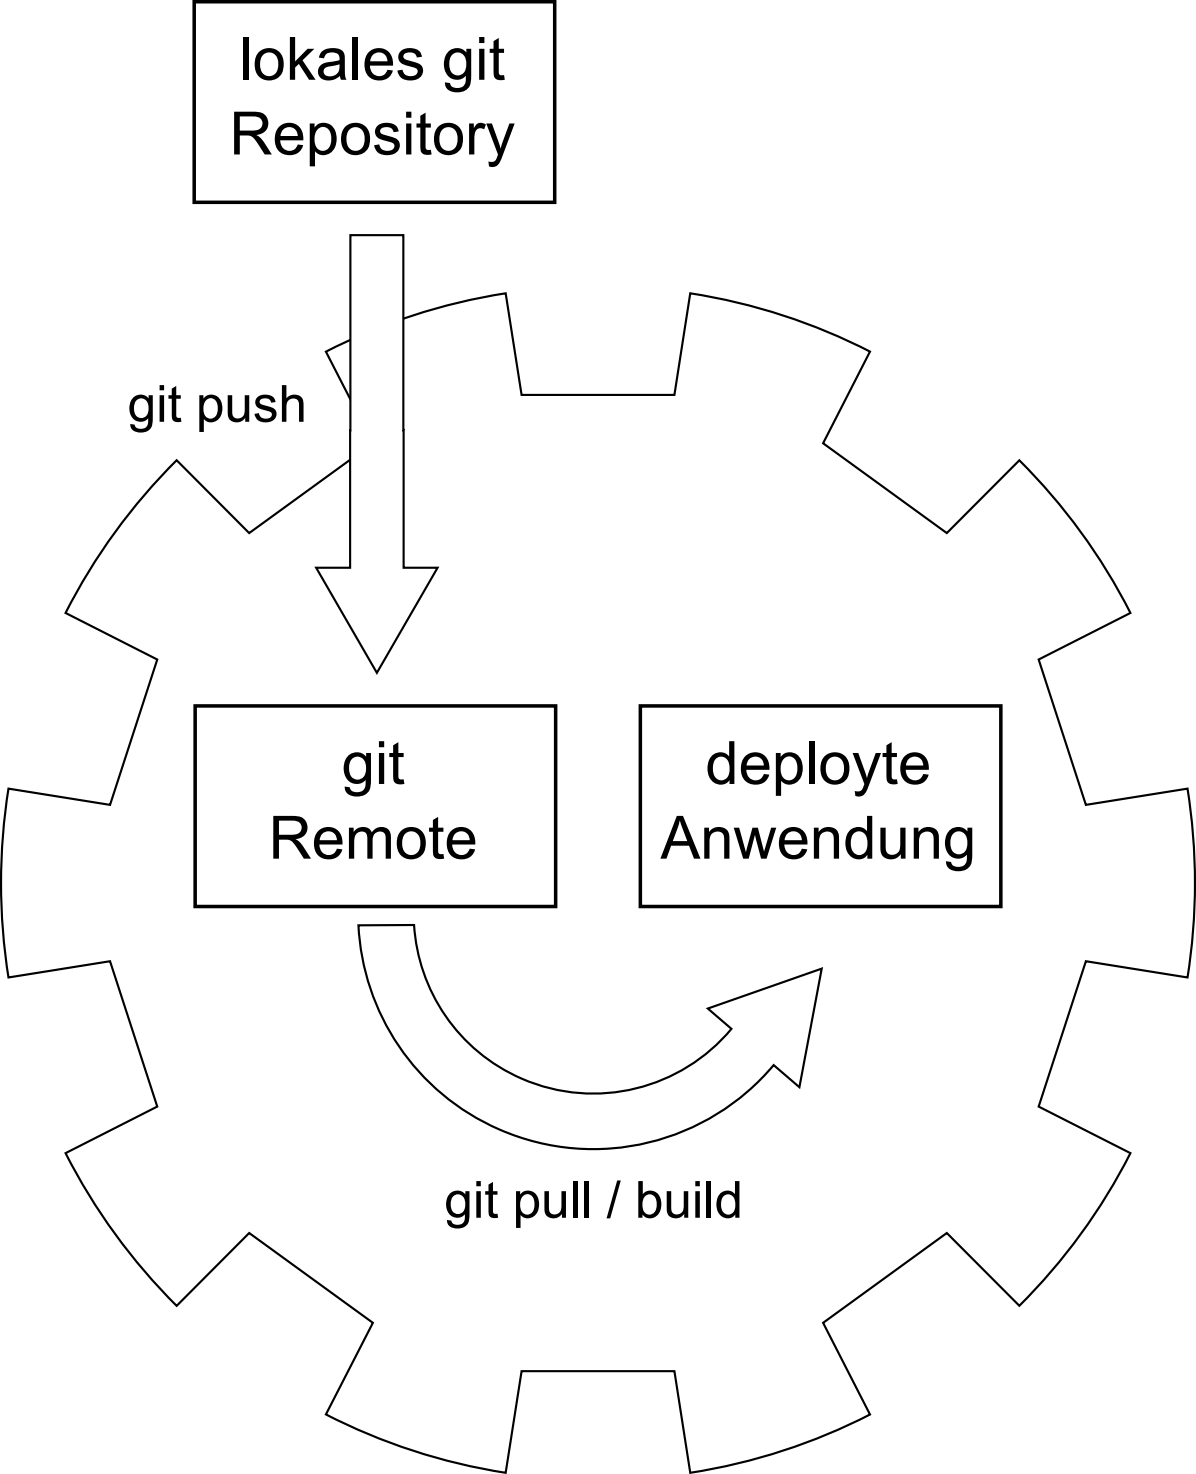 lokales git
Repository
git push
git
Remote
deployte
Anwendung
git pull / build